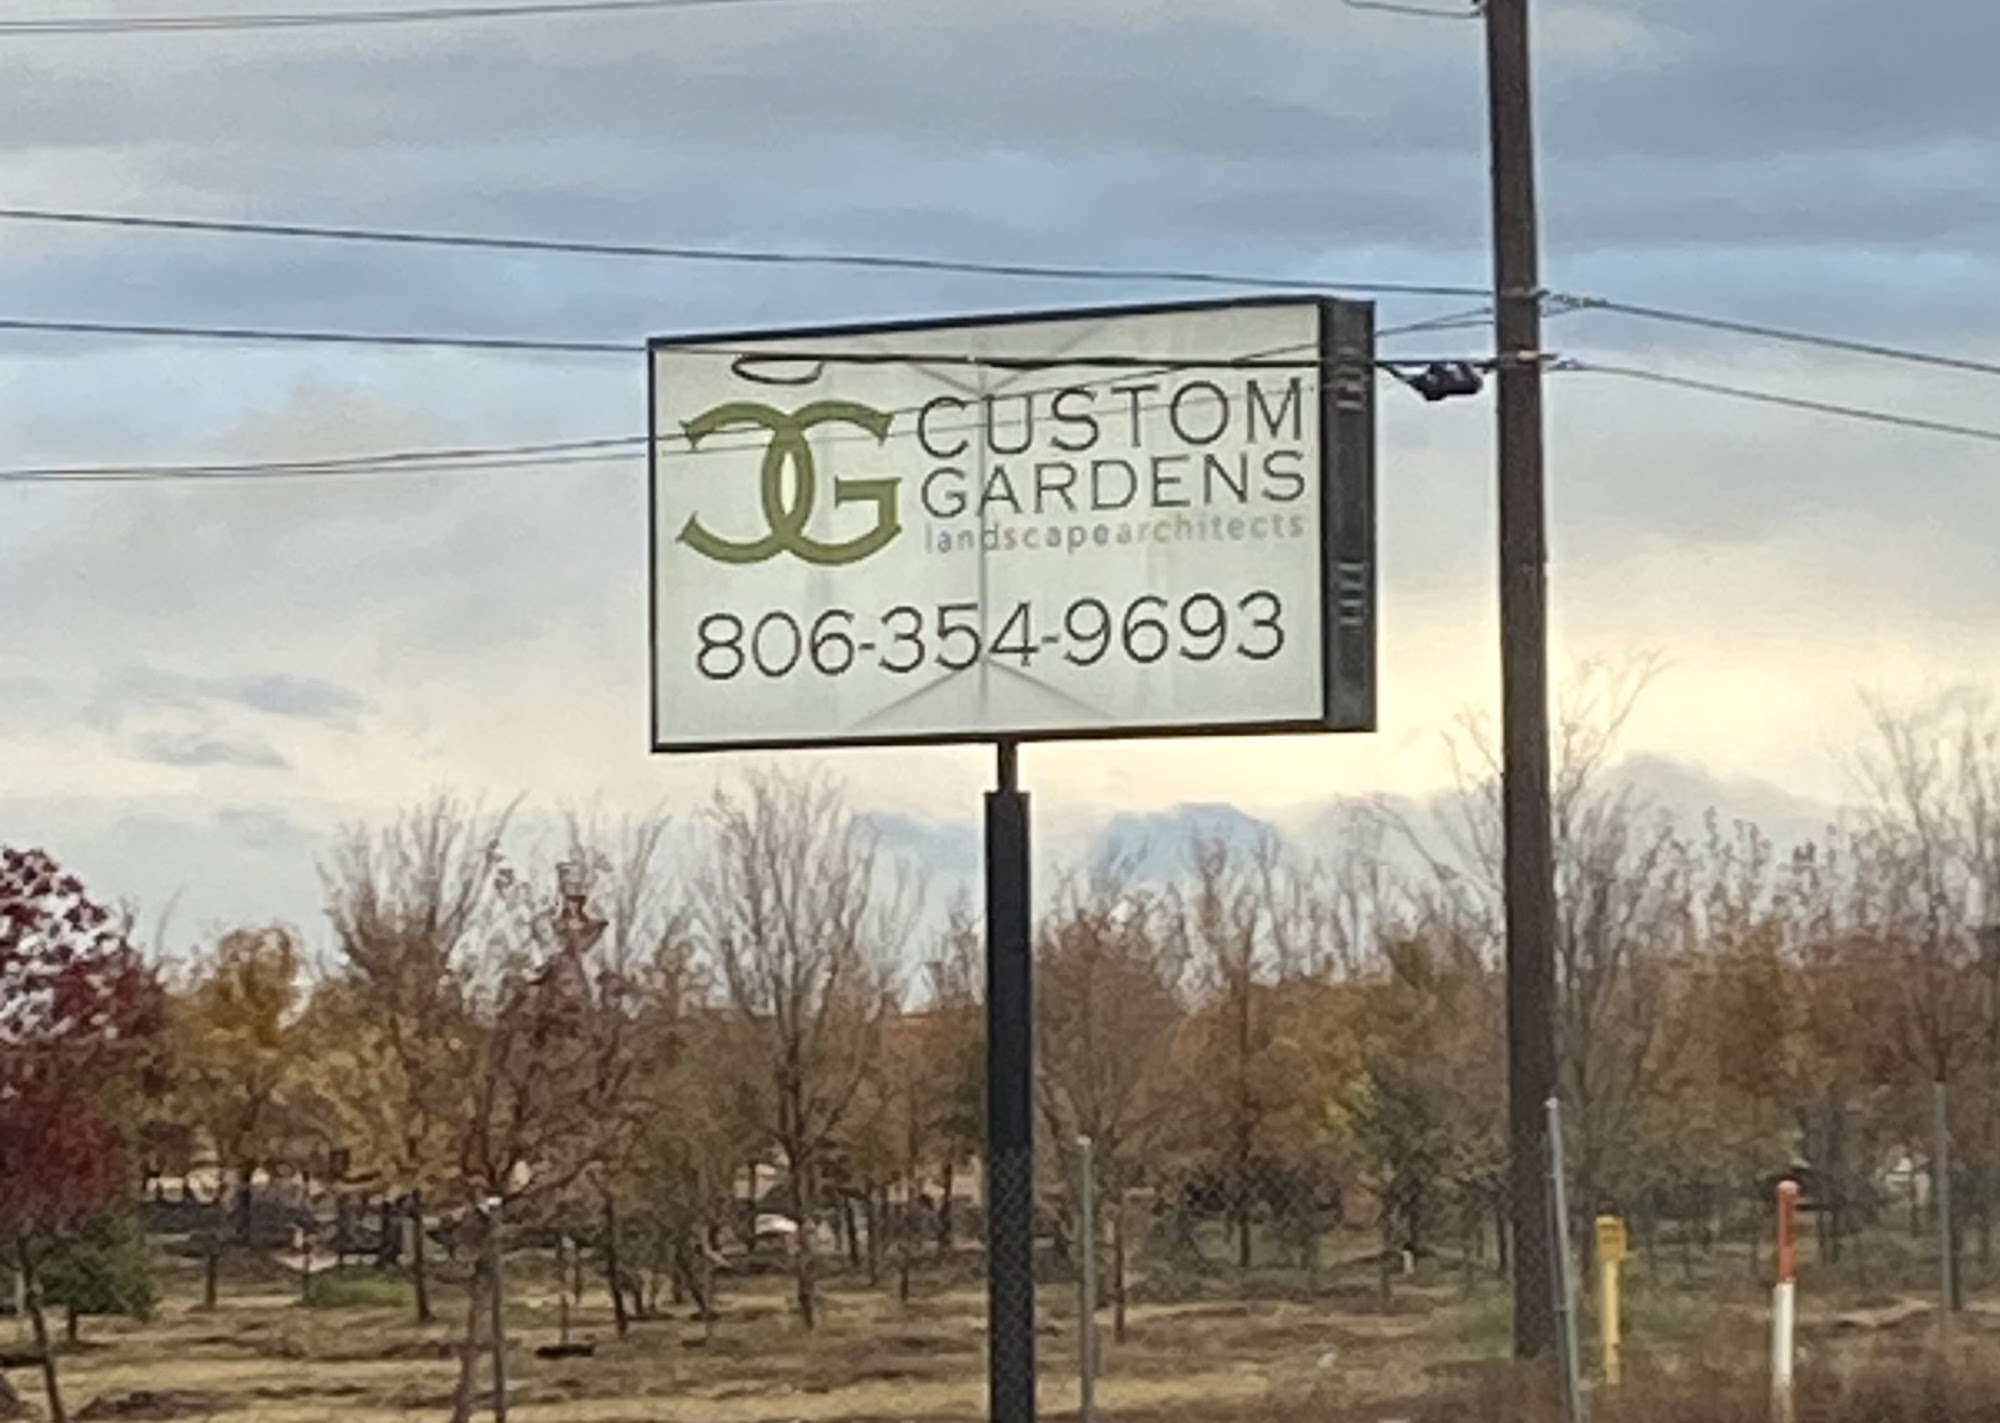 CG
CUSTOM
GARDENS
landscapearchitects
806-354-9693